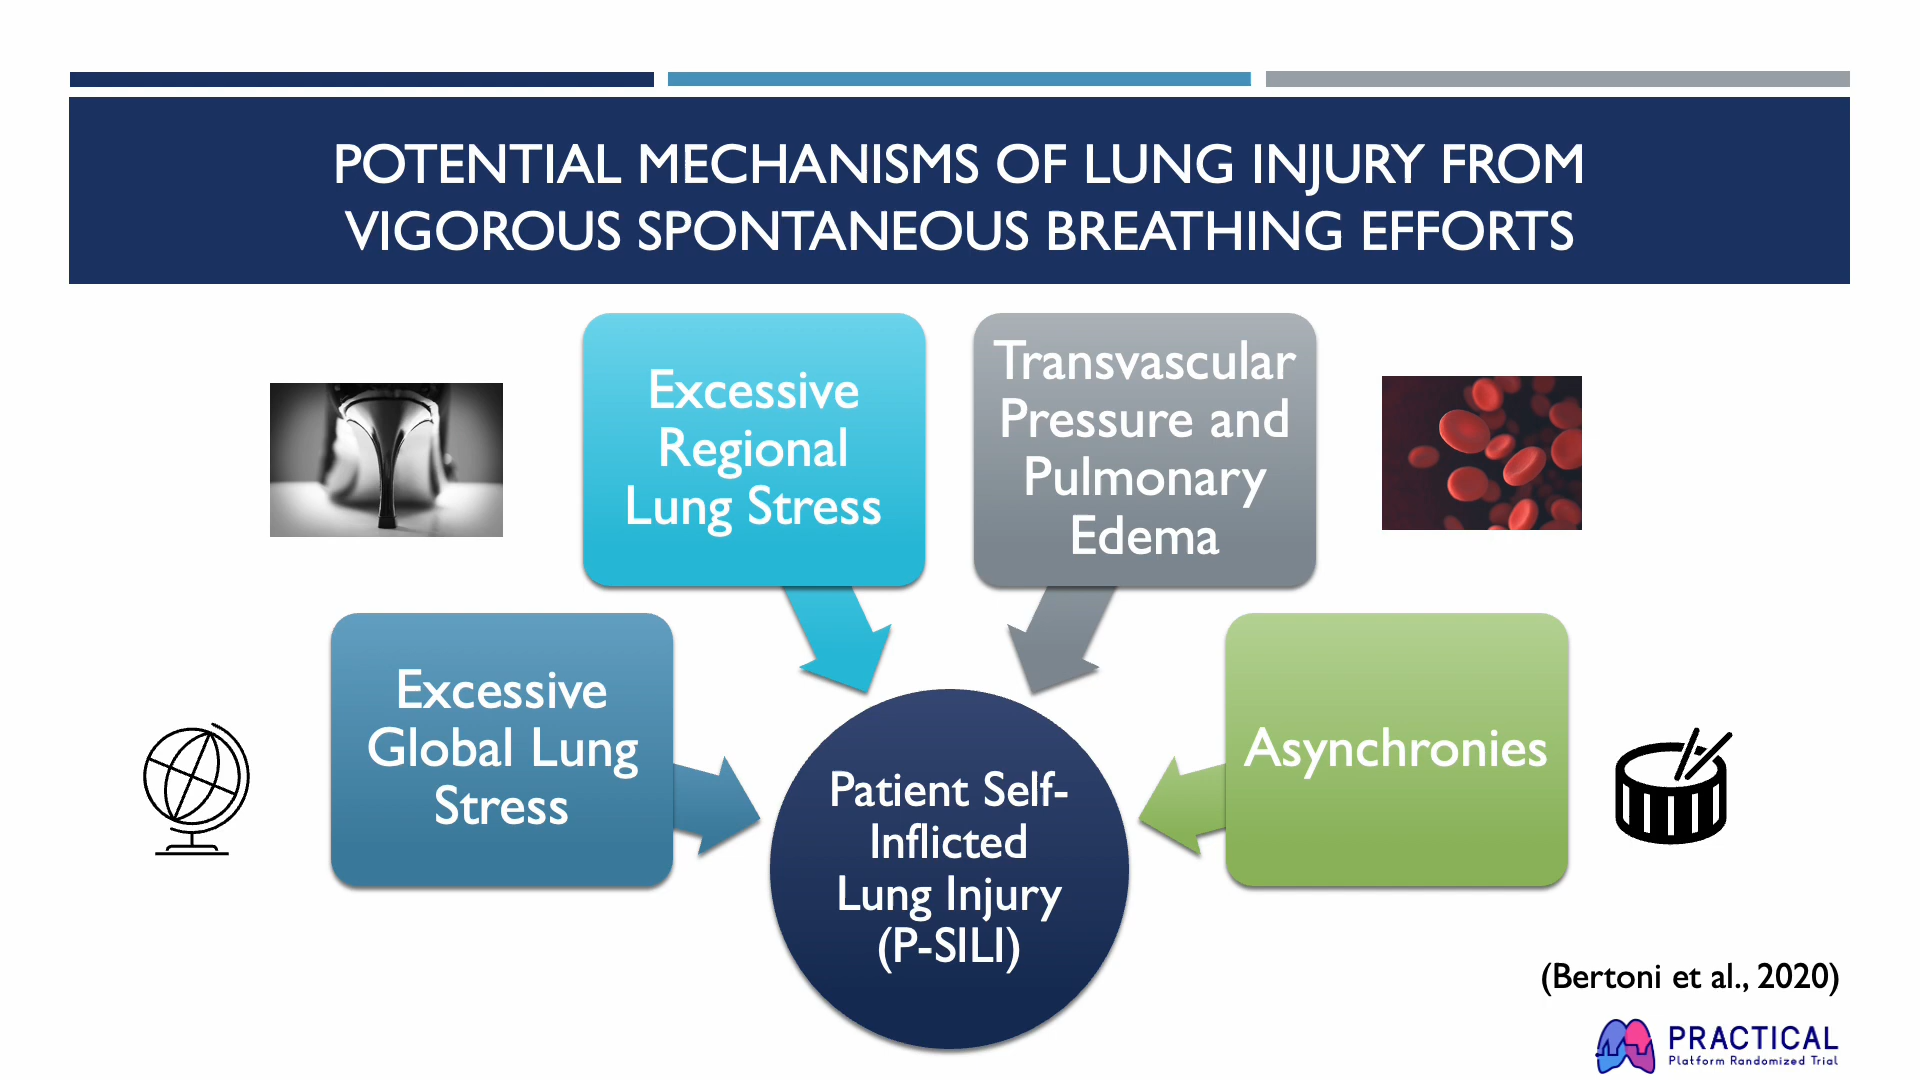 POTENTIAL MECHANISMS OF LUNG INJURY FROM
VIGOROUS SPONTANEOUS BREATHING EFFORTS
Excessive
Regional
Lung Stress
Transvascular
Pressure and
Pulmonary
Edema
Excessive
Global Lung
Stress
Asynchronies
Patient Self-
Inflicted
Lung Injury
(P-SILI)
(Bertoni et al., 2020)
PRACTICAL
Platform Randomized Trial